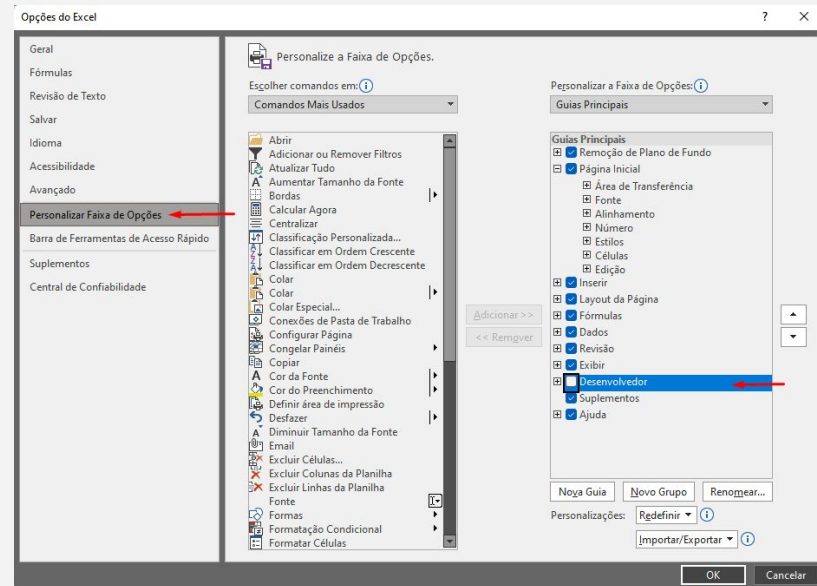 Opções do Excel
?
Geral
Fórmulas
Revisão de Texto
Salvar
Idioma
Acessibilidade
Avançado
Personalizar Faixa de Opções
Barra de Ferramentas de Acesso Rápido
Suplementos
Central de Confiabilidade
Personalize a Faixa de Opções.
Escolher comandos em:
Comandos Mais Usados
Abrir
Adicionar ou Remover Filtros
Atualizar Tudo
Aumentar Tamanho da Fonte
Bordas
Calcular Agora
Centralizar
Classificação Personalizada...
Classificar em Ordem Crescente
Classificar em Ordem Decrescente
Colar
Colar
Colar Especial...
Conexões de Pasta de Trabalho
Configurar Página
Congelar Painéis
Copiar
Cor da Fonte
Cor do Preenchimento
Definir área de impressão
Desfazer
Diminuir Tamanho da Fonte
Email
Excluir Células...
Excluir Colunas da Planilha
Excluir Linhas da Planilha
Fonte
Formas
Formatação Condicional
Formatar Células
Adicionar >>
<< Remover
Personalizar a Faixa de Opções:
Guias Principais
Guias Principais
Remoção de Plano de Fundo
Página Inicial
Área de Transferência
Fonte
Alinhamento
Número
Estilos
Células
Edição
Inserir
Layout da Página
Fórmulas
Dados
Revisão
Exibir
Desenvolvedor
Suplementos
Ajuda
Nova Guia
Novo Grupo
Renomear...
Personalizações:
Redefinir
Importar/Exportar
OK
Cancelar